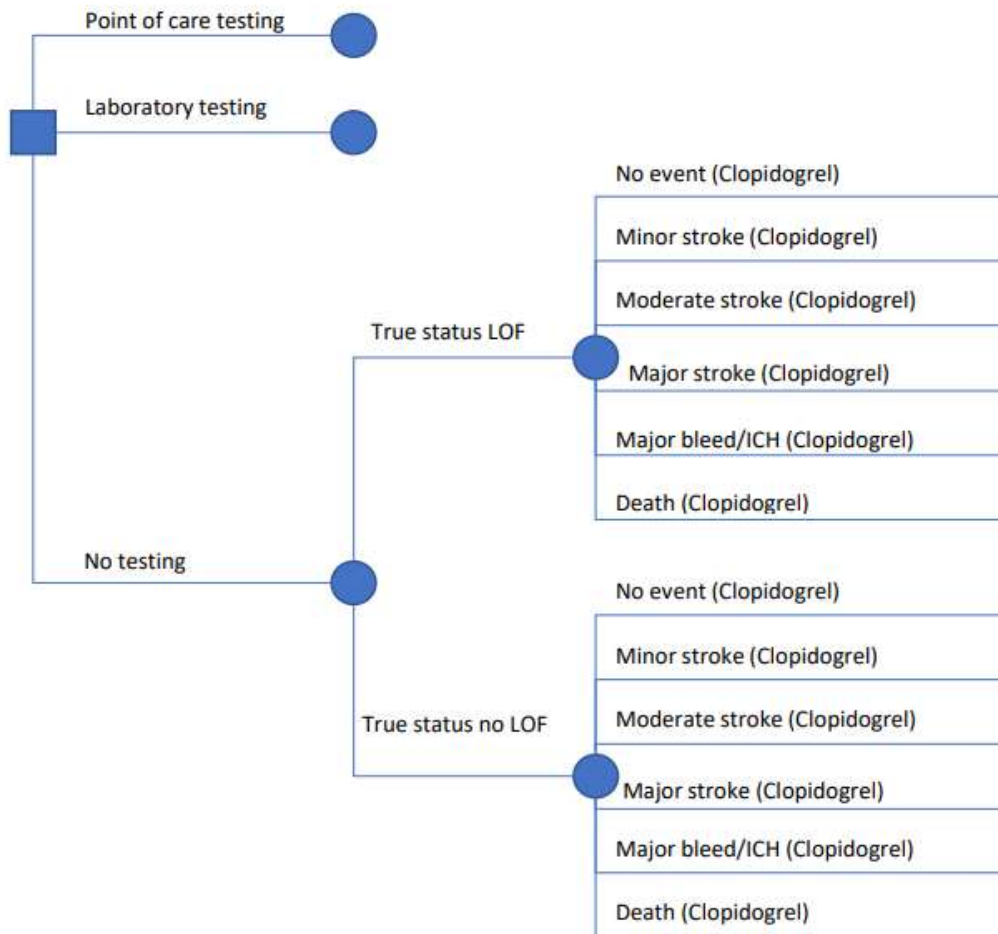 Point of care testing
Laboratory testing
No event (Clopidogrel)
Minor stroke (Clopidogrel)
Moderate stroke (Clopidogrel)
True status LOF
Major stroke (Clopidogrel)
Major bleed/ICH (Clopidogrel)
Death (Clopidogrel)
No testing
No event (Clopidogrel)
Minor stroke (Clopidogrel)
Moderate stroke (Clopidogrel)
True status no LOF
Major stroke (Clopidogrel)
Major bleed/ICH (Clopidogrel)
Death (Clopidogrel)